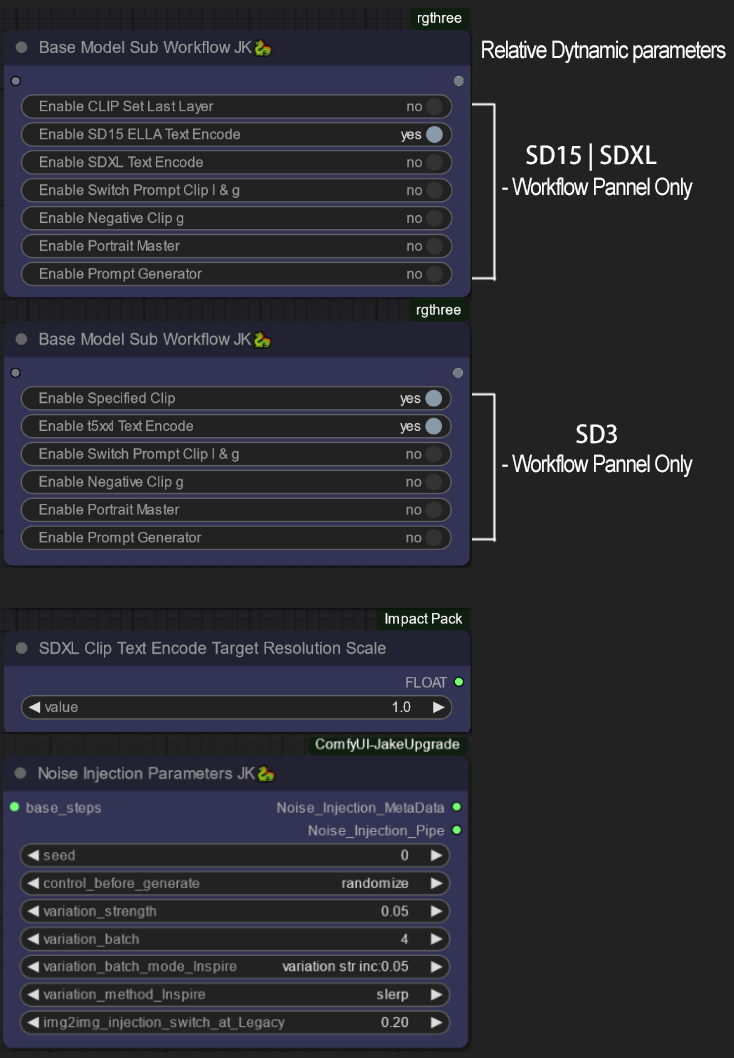 rgthree
Base Model Sub Workflow JK🐉
Relative Dytnamic parameters
Enable CLIP Set Last Layer no
Enable SD15 ELLA Text Encode yes
Enable SDXL Text Encode no
Enable Switch Prompt Clip l & g no
Enable Negative Clip g no
Enable Portrait Master no
Enable Prompt Generator no
SD15 | SDXL
- Workflow Pannel Only
rgthree
Base Model Sub Workflow JK🐉
Enable Specified Clip yes
Enable t5xxl Text Encode yes
Enable Switch Prompt Clip l & g no
Enable Negative Clip g no
Enable Portrait Master no
Enable Prompt Generator no
SD3
- Workflow Pannel Only
Impact Pack
SDXL Clip Text Encode Target Resolution Scale
FLOAT
value 1.0
ComfyUI-JakeUpgrade
Noise Injection Parameters JK🐉
base_steps Noise_Injection_MetaData
Noise_Injection_Pipe
seed 0
control_before_generate randomize
variation_strength 0.05
variation_batch 4
variation_batch_mode_Inspire variation str inc:0.05
variation_method_Inspire slerp
img2img_injection_switch_at_Legacy 0.20